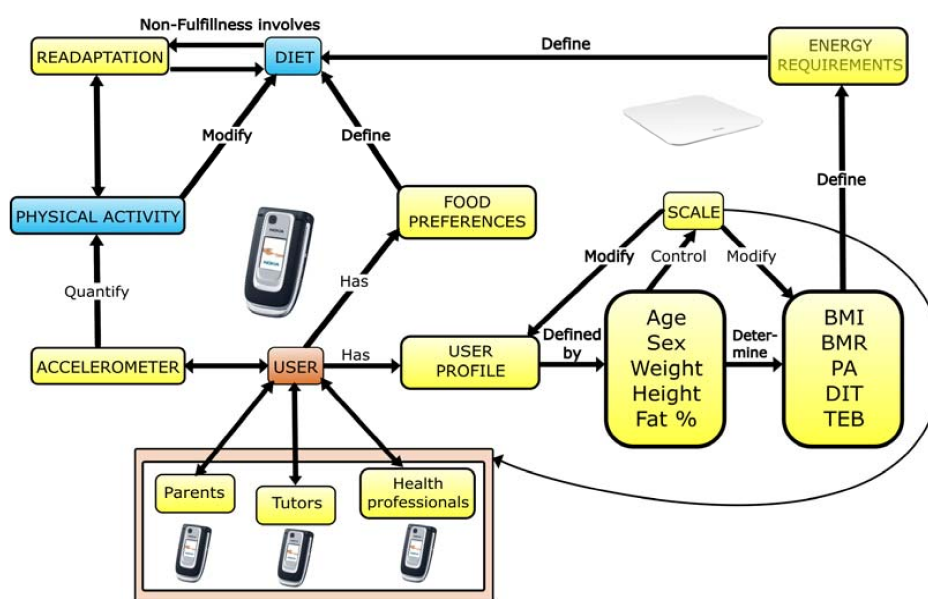 Non-Fulfillness involves
READAPTATION
DIET
Define
ENERGY
REQUIREMENTS
Modify
Define
PHYSICAL ACTIVITY
FOOD
PREFERENCES
SCALE
Define
Modify
Control
Modify
Quantify
Has
Age
Sex
Weight
Height
Fat %
BMI
BMR
PA
DIT
TEB
Defined
by
Deter-
mine
ACCELEROMETER
USER
Has
USER
PROFILE
Parents
Tutors
Health
professionals